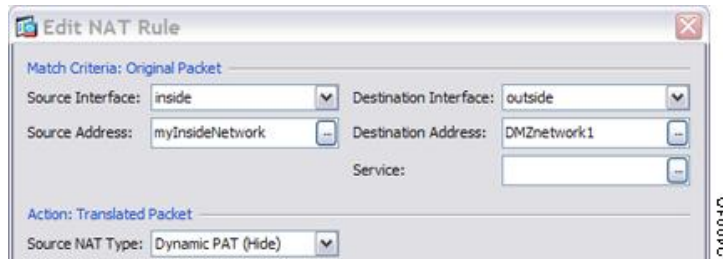 Edit NAT Rule
Match Criteria: Original Packet
Source Interface: inside Destination Interface: outside
Source Address: myInsideNetwork ... Destination Address: DMZnetwork1 ...
Service: ...
Action: Translated Packet
Source NAT Type: Dynamic PAT (Hide)